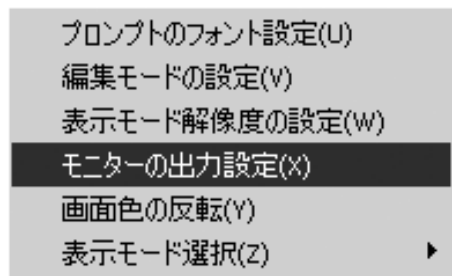 プロンプトのフォント設定(U)
編集モードの設定(V)
表示モード解像度の設定(W)
モニターの出力設定(X)
画面色の反転(Y)
表示モード選択(Z)